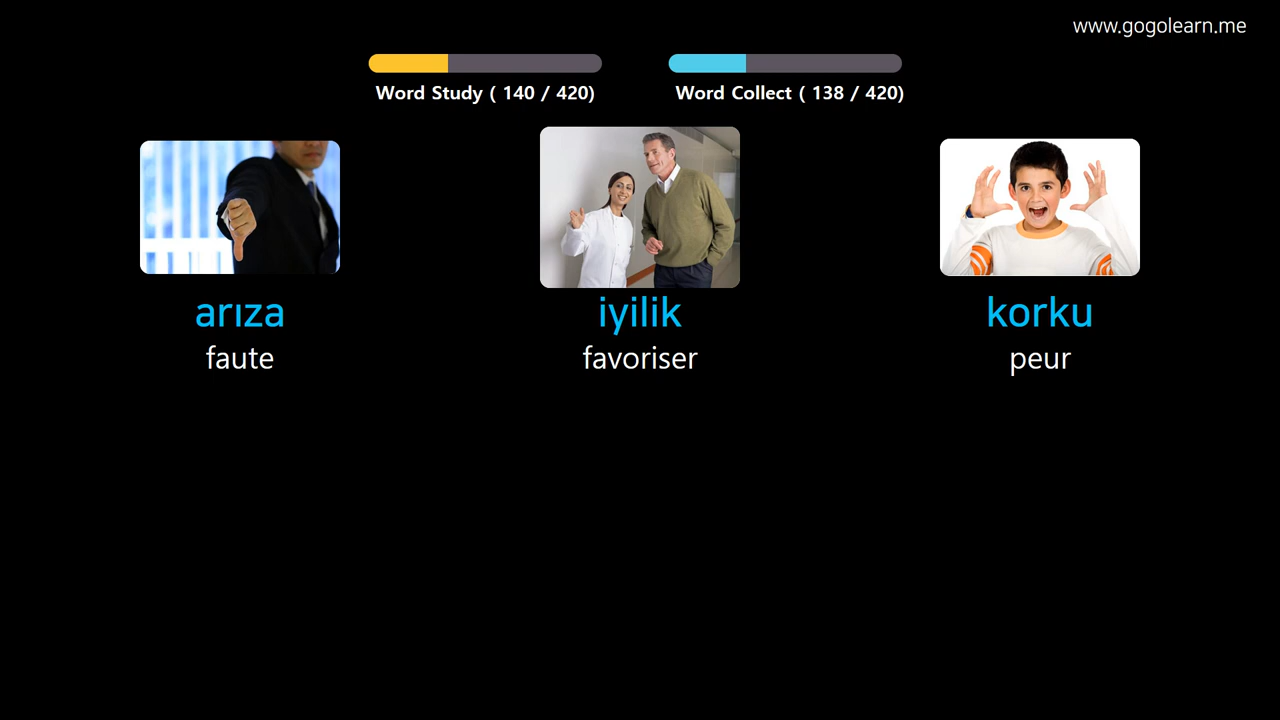 www.gogolearn.me
Word Study ( 140 / 420)
Word Collect ( 138 / 420)
arıza
iyilik
korku
faute
favoriser
peur